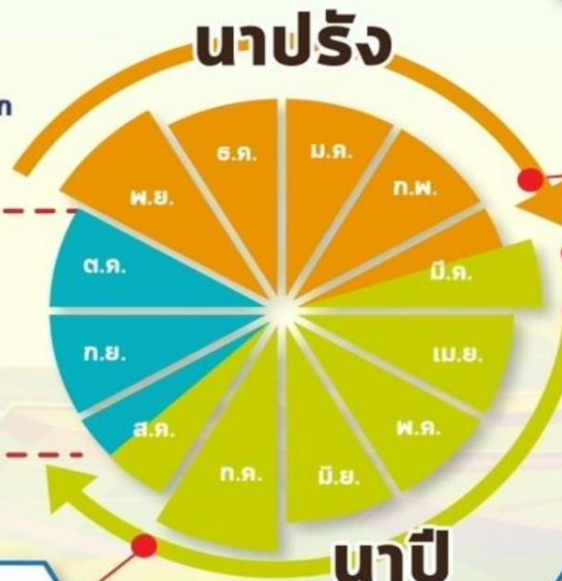 นาปรัง
ก
ธ.ค.
ม.ค.
พ.ย.
ก.พ.
ต.ค.
มี.ค.
ก.ย.
เม.ย.
ส.ค.
พ.ค.
ก.ค.
มิ.ย.
นาปี